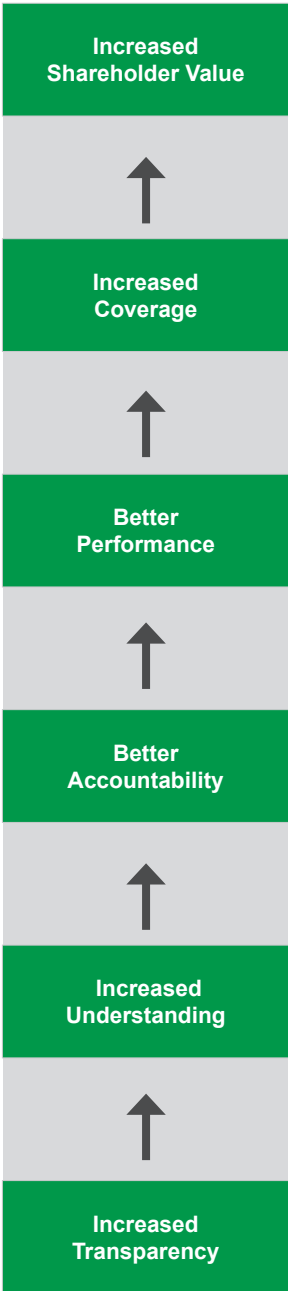 Increased
Shareholder Value
Increased
Coverage
Better
Performance
Better
Accountability
Increased
Understanding
Increased
Transparency